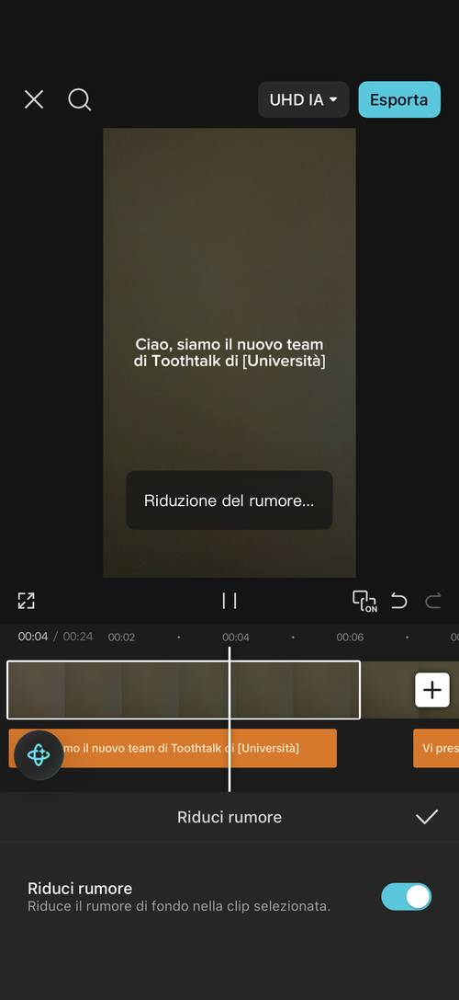 UHD IA
Esporta
Ciao, siamo il nuovo team
di Toothtalk di [Università]
Riduzione del rumore...
ON
00:04 / 00:24 00:02 00:04 00:06
mo il nuovo team di Toothtalk di [Università]
Vi pres
Riduci rumore
Riduci rumore
Riduce il rumore di fondo nella clip selezionata.